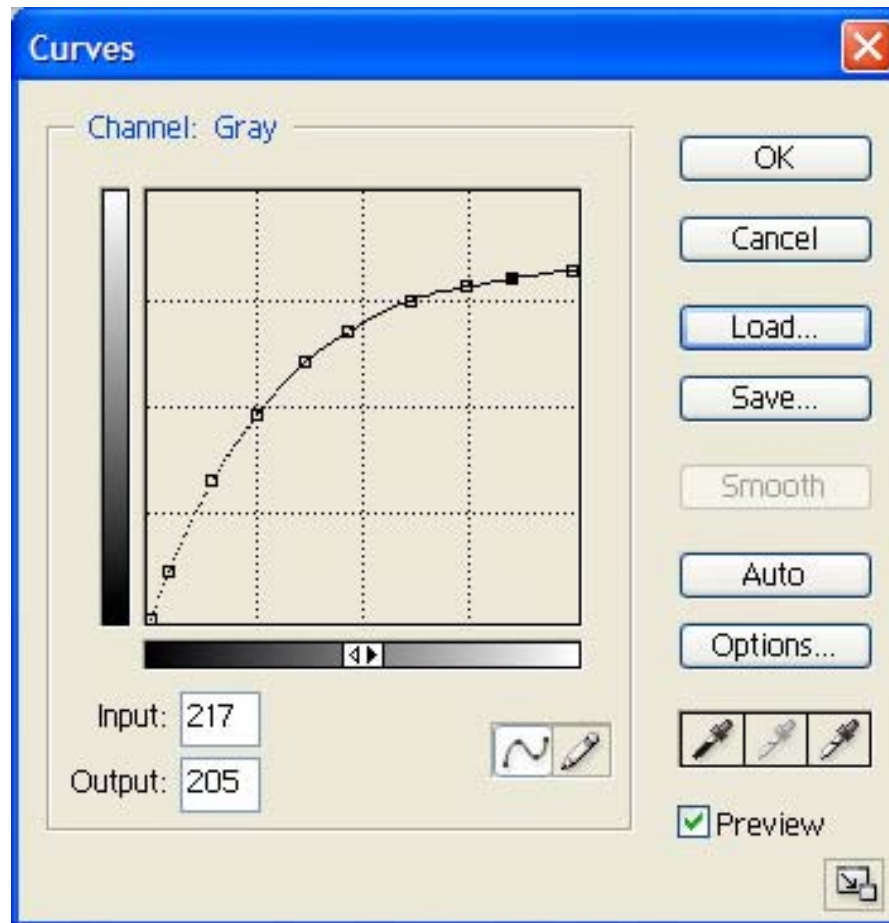 Curves
Channel: Gray
OK
Cancel
Load...
Save...
Smooth
Auto
Options...
Input: 217
Output: 205
Preview